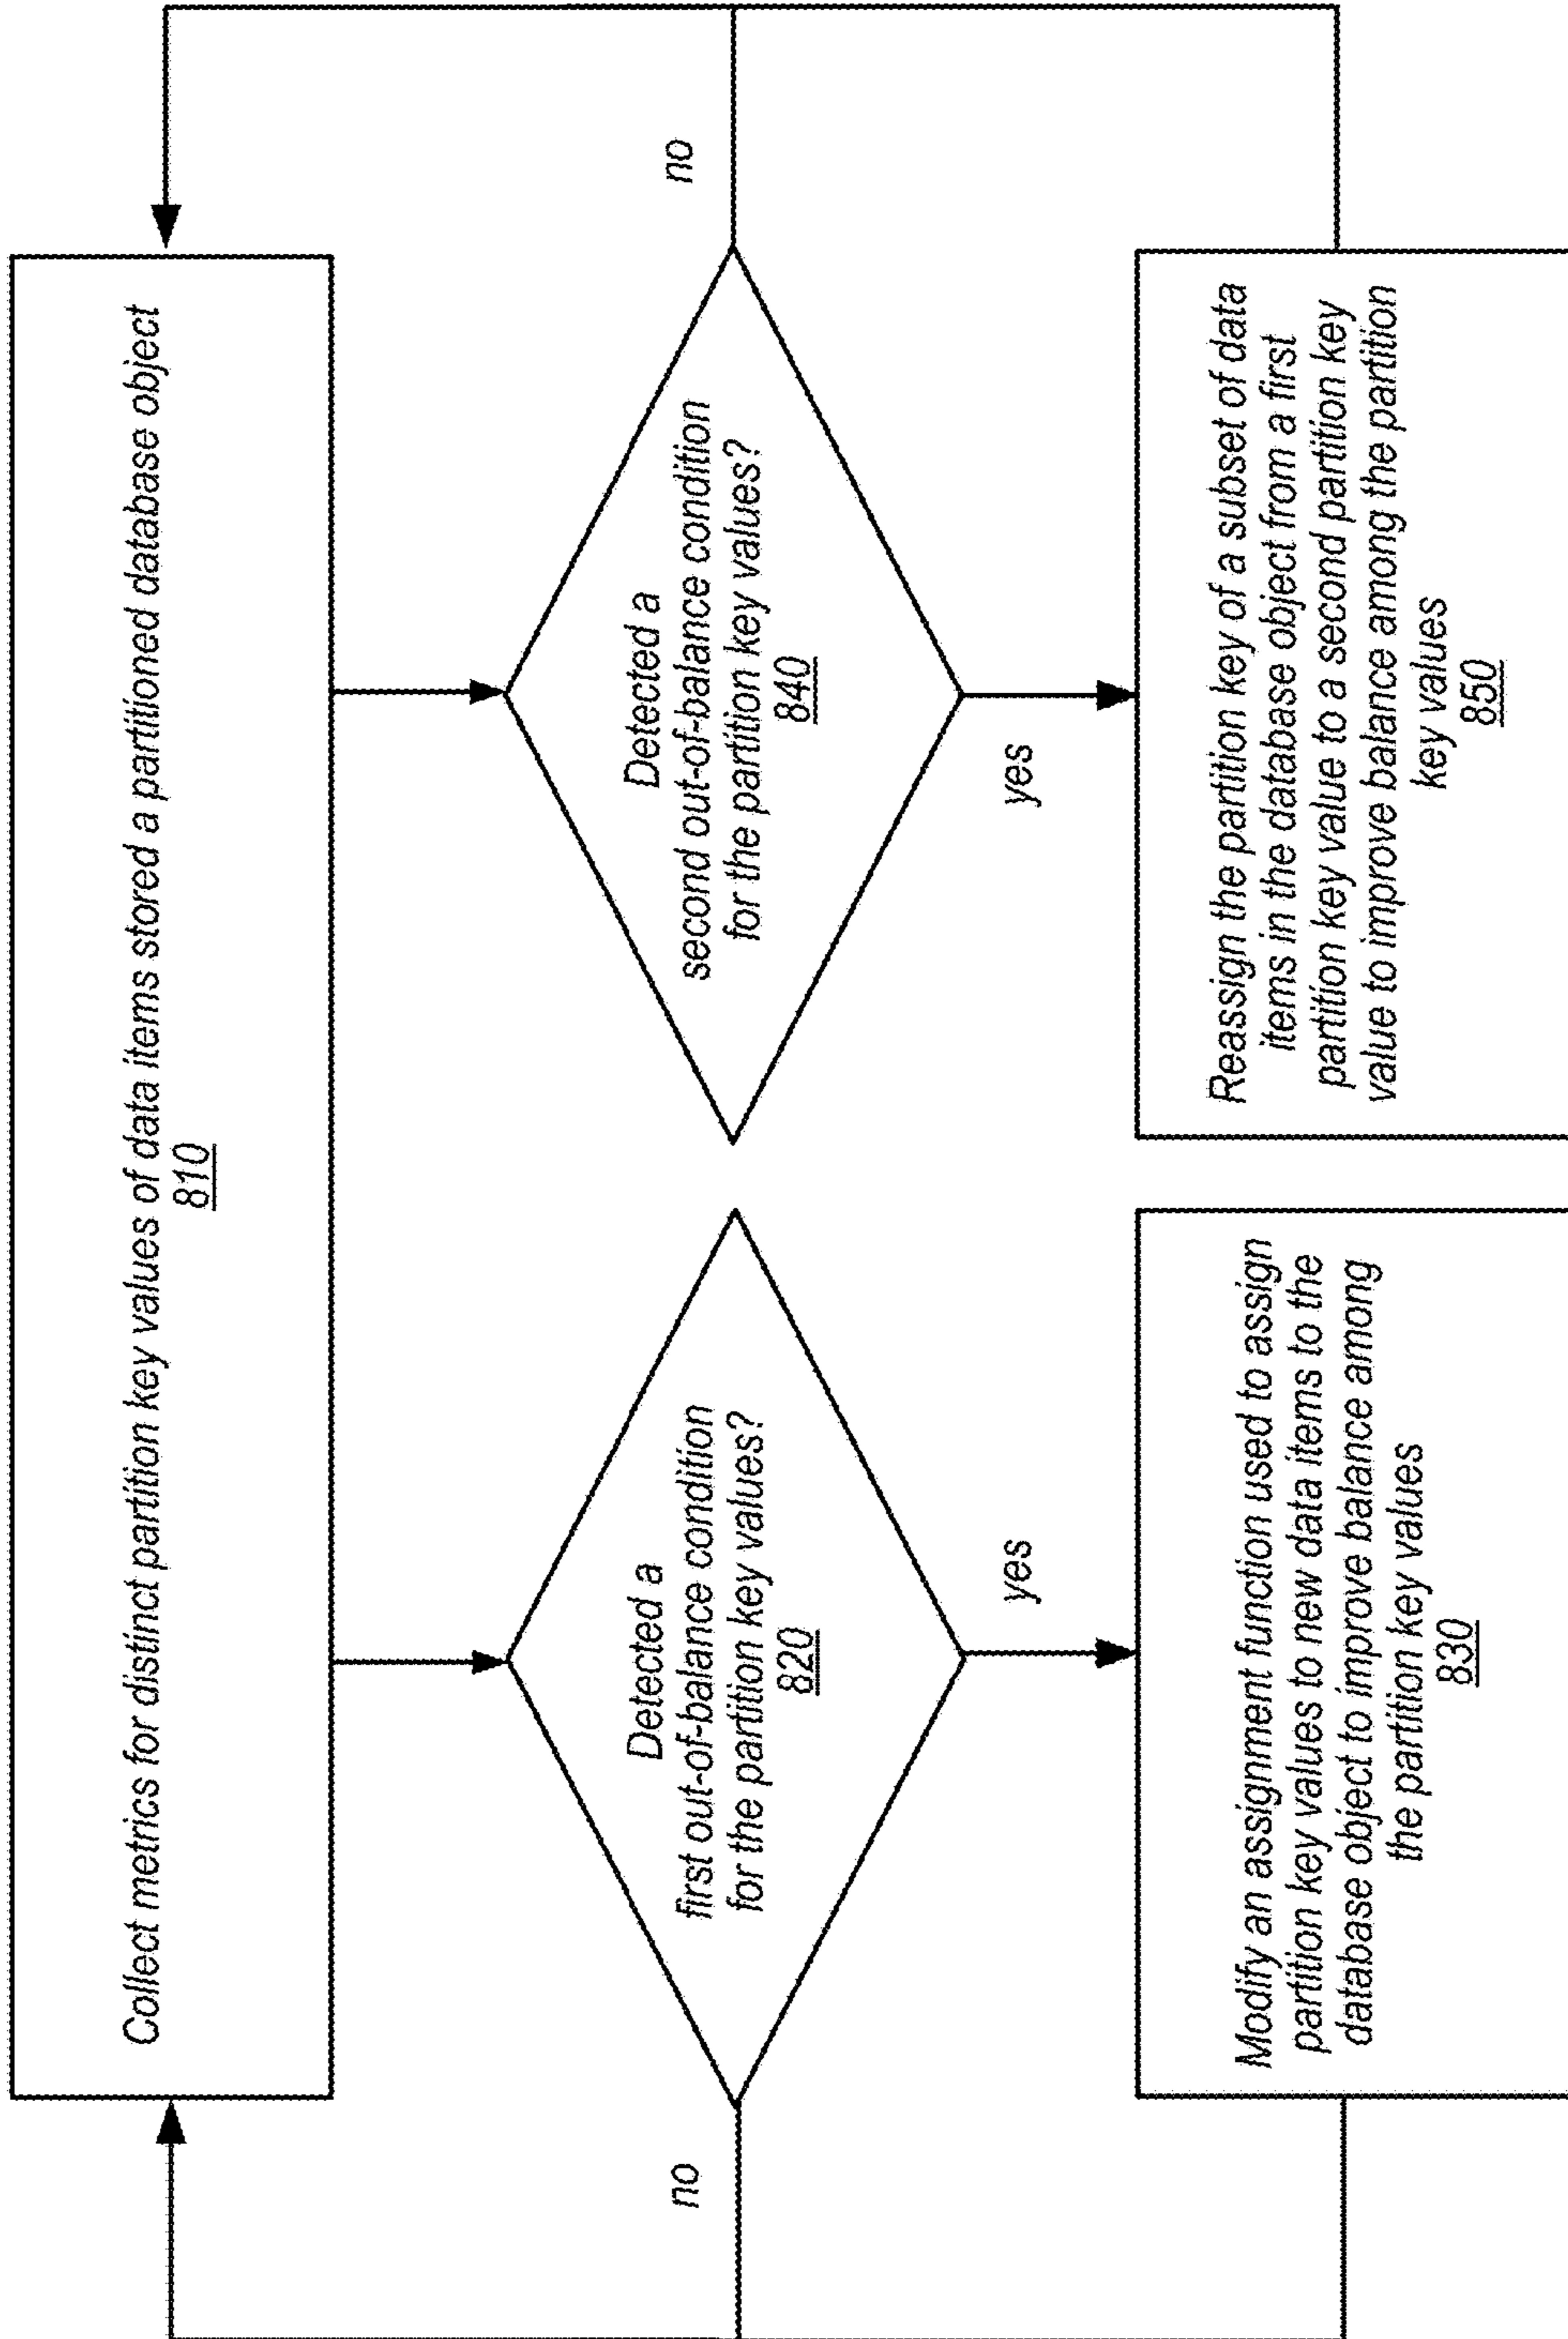 Collect metrics for distinct partition key values of data items stored a partitioned database object
810
Detected a
first out-of-balance condition
for the partition key values?
820
no
yes
Modify an assignment function used to assign
partition key values to new data items to the
database object to improve balance among
the partition key values
830
Detected a
second out-of-balance condition
for the partition key values?
840
no
yes
Reassign the partition key of a subset of data
items in the database object from a first
partition key value to a second partition key
value to improve balance among the partition
key values
850